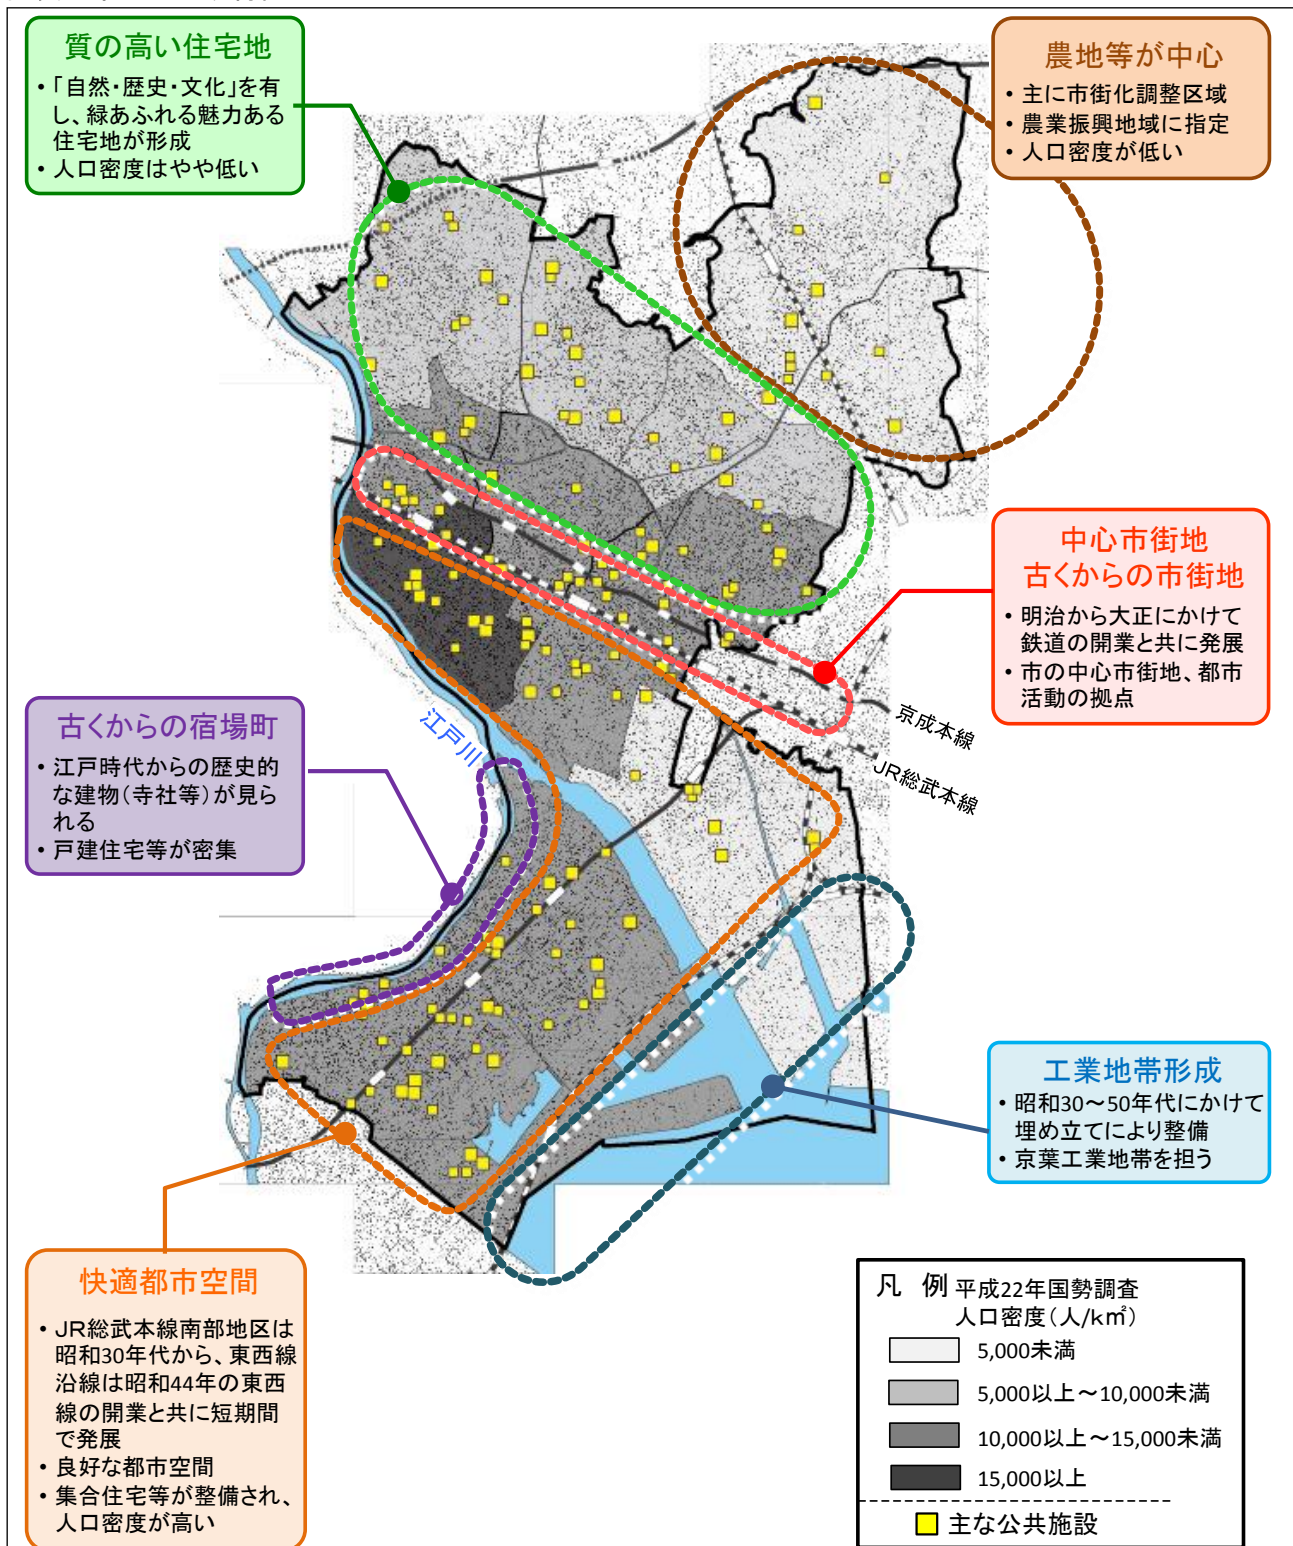 質の高い住宅地
・「自然・歴史・文化」を有
し、緑あふれる魅力ある
住宅地が形成
・人口密度はやや低い
農地等が中心
・主に市街化調整区域
・農業振興地域に指定
・人口密度が低い
中心市街地
古くからの市街地
・明治から大正にかけて
鉄道の開業と共に発展
・市の中心市街地、都市
活動の拠点
京成本線
JR総武本線
江戸川
古くからの宿場町
・江戸時代からの歴史的
な建物（寺社等）が見ら
れる
・戸建住宅等が密集
工業地帯形成
・昭和30～50年代にかけて
埋め立てにより整備
・京葉工業地帯を担う
快適都市空間
・JR総武本線南部地区は
昭和30年代から、東西線
沿線は昭和44年の東西
線の開業と共に短期間
で発展
・良好な都市空間
・集合住宅等が整備され、
人口密度が高い
凡 例 平成22年国勢調査
人口密度（人/k㎡）
5,000未満
5,000以上～10,000未満
10,000以上～15,000未満
15,000以上
主な公共施設